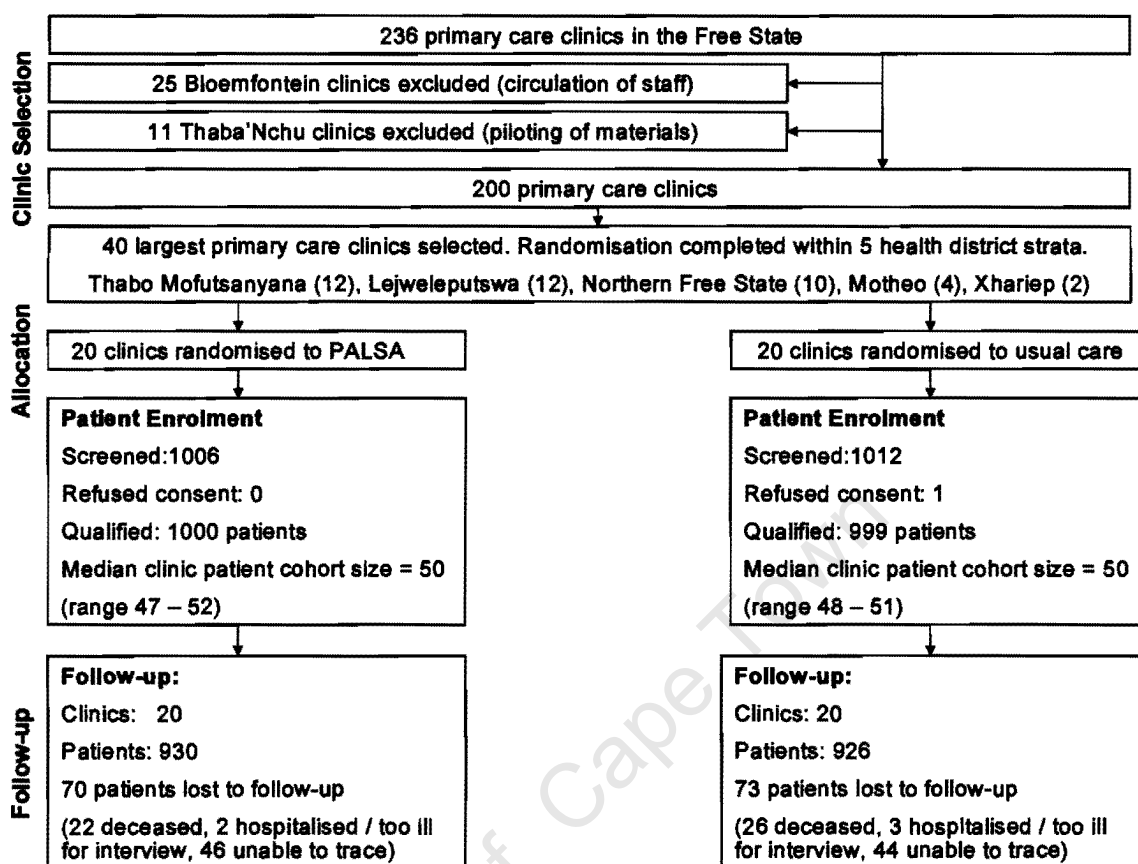 Clinic Selection
236 primary care clinics in the Free State
25 Bloemfontein clinics excluded (circulation of staff)
11 Thaba'Nchu clinics excluded (piloting of materials)
200 primary care clinics
40 largest primary care clinics selected. Randomisation completed within 5 health district strata.
Thabo Mofutsanyana (12), Lejweleputswa (12), Northern Free State (10), Motheo (4), Xhariep (2)
Allocation
20 clinics randomised to PALSA
Patient Enrolment
Screened:1006
Refused consent: 0
Qualified: 1000 patients
Median clinic patient cohort size = 50
(range 47 – 52)
20 clinics randomised to usual care
Patient Enrolment
Screened:1012
Refused consent: 1
Qualified: 999 patients
Median clinic patient cohort size = 50
(range 48 – 51)
Follow-up
Follow-up:
Clinics: 20
Patients: 930
70 patients lost to follow-up
(22 deceased, 2 hospitalised / too ill
for interview, 46 unable to trace)
Follow-up:
Clinics: 20
Patients: 926
73 patients lost to follow-up
(26 deceased, 3 hospitalised / too ill
for interview, 44 unable to trace)
of Cape Town